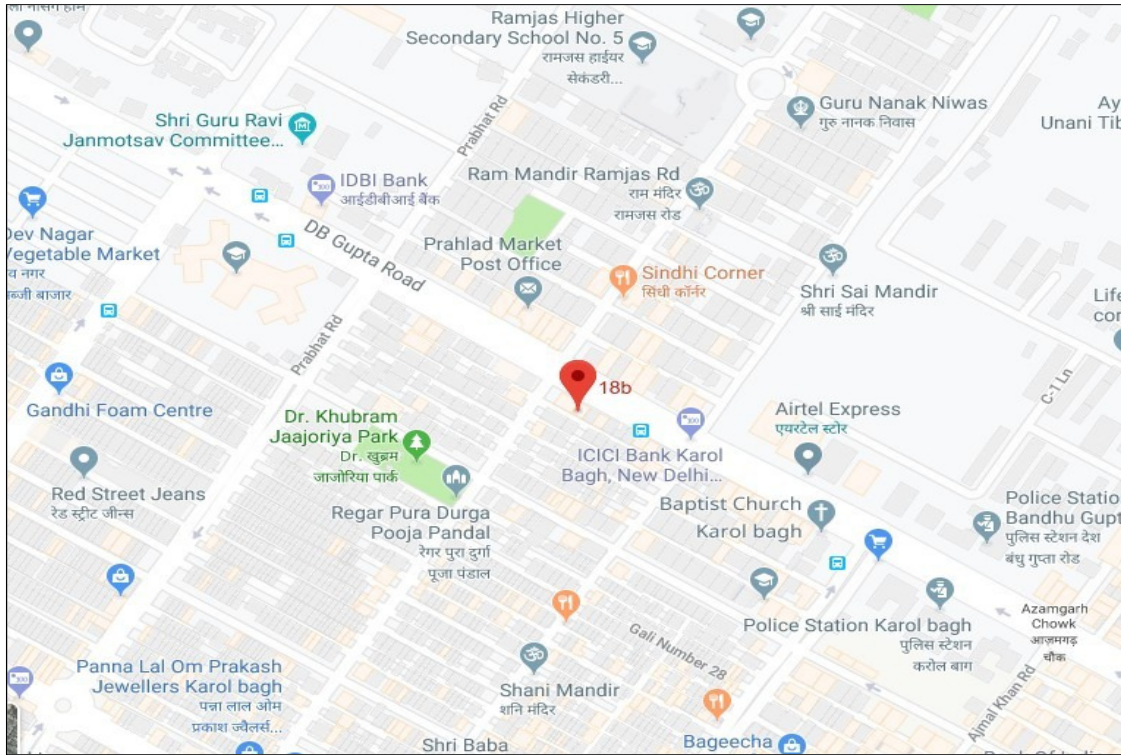 Ramjas Higher
Secondary School No. 5
रामजस हाईयर
सेकंडरी...
Shri Guru Ravi
Janmotsav Committee...
Prabhat Rd
Guru Nanak Niwas
गुरु नानक निवास
Ay
Unani Tib
IDBI Bank
आईडीबीआई बैंक
Ram Mandir Ramjas Rd
राम मंदिर
रामजस रोड
Dev Nagar
Vegetable Market
व नगर
ब्जी बाजार
DB Gupta Road
Prahlad Market
Post Office
Sindhi Corner
सिंधी कॉर्नर
Shri Sai Mandir
श्री साई मंदिर
Life
con
Prabhat Rd
18b
C-1 Ln
Gandhi Foam Centre
Dr. Khubram
Jaajoriya Park
Dr. खुब्रम
जाजोरिया पार्क
ICICI Bank Karol
Bagh, New Delhi...
Airtel Express
एयरटेल स्टोर
Red Street Jeans
रेड स्ट्रीट जीन्स
Regar Pura Durga
Pooja Pandal
रेगर पुरा दुर्गा
पूजा पंडाल
Baptist Church
Karol bagh
Police Station
Bandhu Gupt
पुलिस स्टेशन देश
बंधु गुप्ता रोड
Gali Number 28
Police Station Karol bagh
पुलिस स्टेशन
करोल बाग
Azamgarh
Chowk
आज़मगढ़
चौक
Panna Lal Om Prakash
Jewellers Karol bagh
पन्ना लाल ओम
प्रकाश ज्वैलर्स...
Shani Mandir
शनि मंदिर
Ajmal Khan Rd
Shri Baba
Bageecha